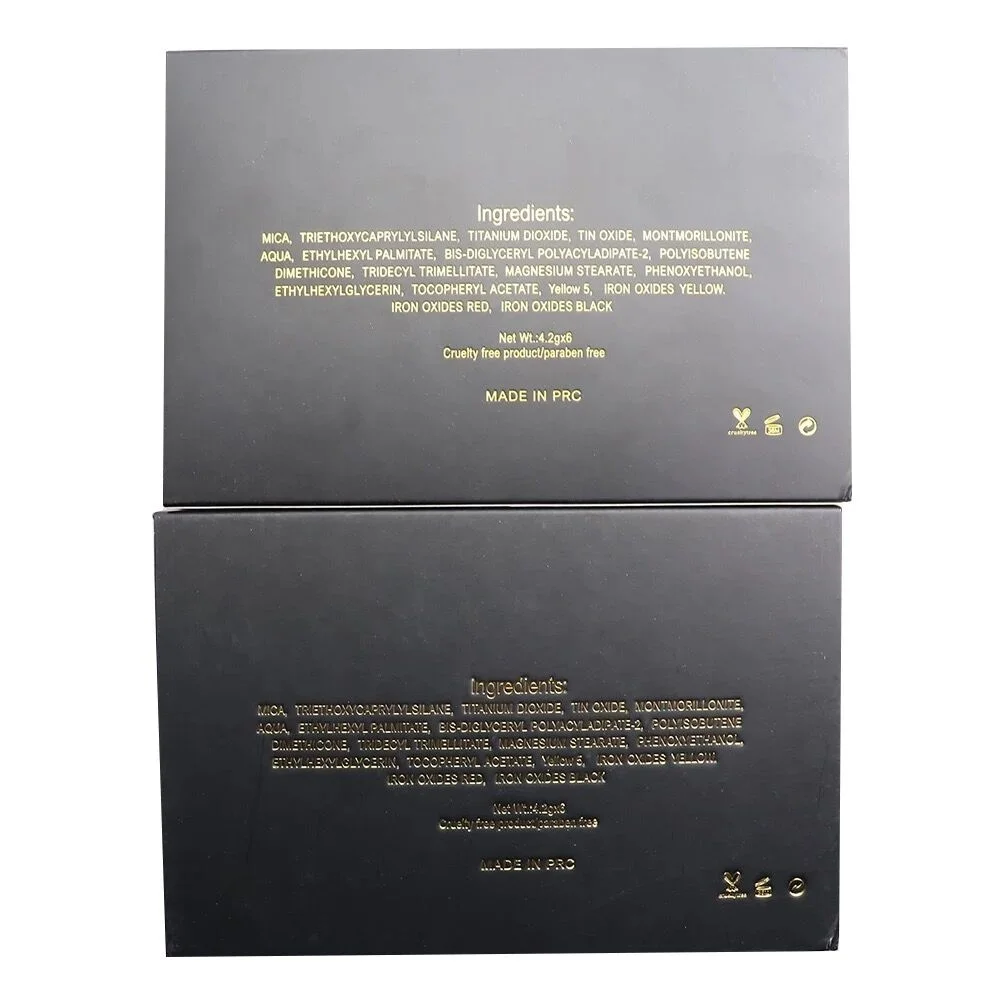 Ingredients:
MICA, TRIETHOXYCAPRYLYLSILANE, TITANIUM DIOXIDE, TIN OXIDE, MONTMORILLONITE,
AQUA, ETHYLHEXYL PALMITATE, BIS-DIGLYCERYL POLYACYLADIPATE-2, POLYISOBUTENE
DIMETHICONE, TRIDECYL TRIMELLITATE, MAGNESIUM STEARATE, PHENOXYETHANOL,
ETHYLHEXYLGLYCERIN, TOCOPHERYL ACETATE, Yellow 5, IRON OXIDES YELLOW.
IRON OXIDES RED, IRON OXIDES BLACK
Net Wt.:4.2gx6
Cruelty free product/paraben free
MADE IN PRC
Ingredients:
MICA, TRIETHOXYCAPRYLYLSILANE, TITANIUM DIOXIDE, TIN OXIDE, MONTMORILLONITE,
AQUA, ETHYLHEXYL PALMITATE, BIS-DIGLYCERYL POLYACYLADIPATE-2, POLYISOBUTENE
DIMETHICONE, TRIDECYL TRIMELLITATE, MAGNESIUM STEARATE, PHENOXYETHANOL,
ETHYLHEXYLGLYCERIN, TOCOPHERYL ACETATE, Yellow 5, IRON OXIDES YELLOW.
IRON OXIDES RED, IRON OXIDES BLACK
Net Wt.:4.2gx6
Cruelty free product/paraben free
MADE IN PRC